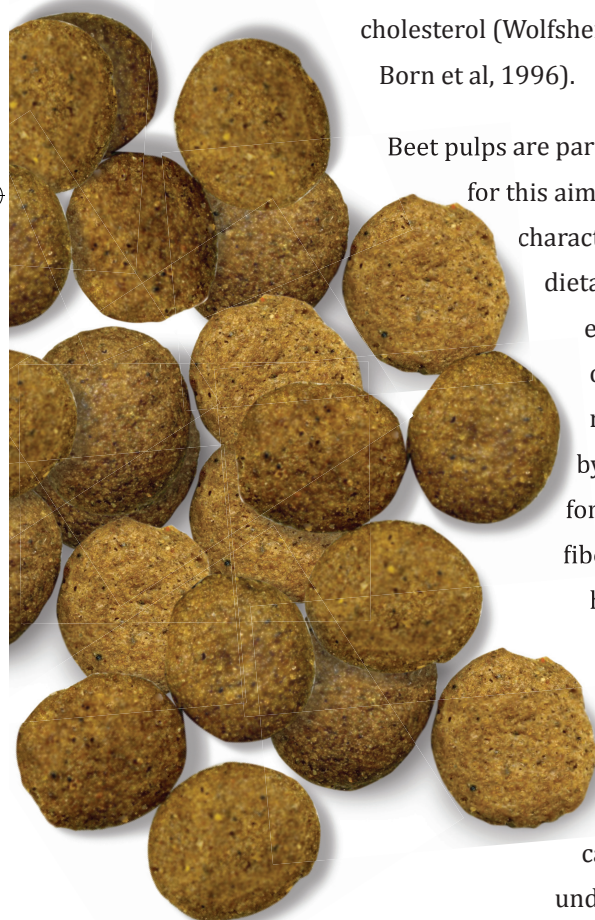 cholesterol (Wolfshe
Born et al, 1996).
Beet pulps are par
for this aim
charact
dieta
e
by
for
fib
ca
und